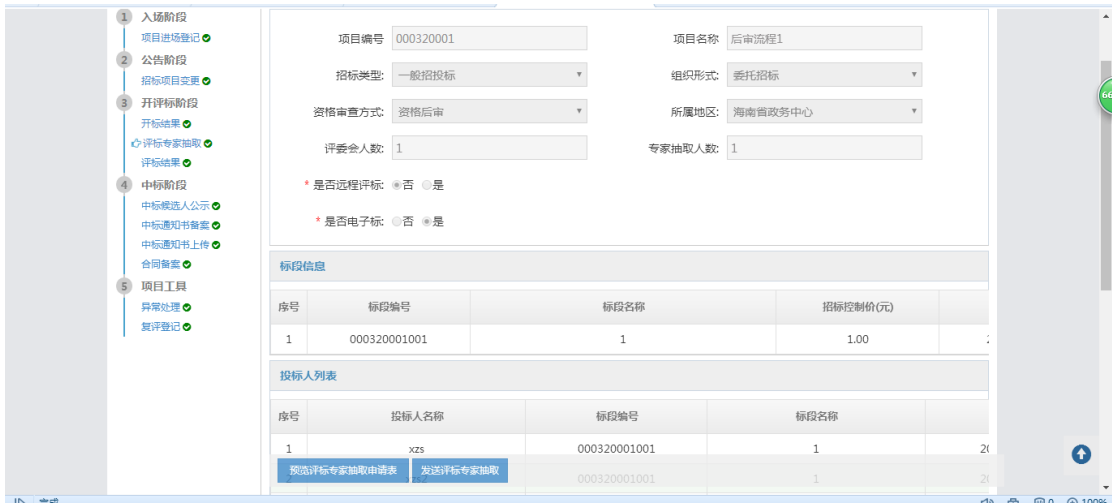 1 入场阶段
项目进场登记
2 公告阶段
招标项目变更
3 开评标阶段
开标结果
评标专家抽取
评标结果
4 中标阶段
中标候选人公示
中标通知书备案
中标通知书上传
合同备案
5 项目工具
异常处理
复评登记
项目编号 000320001 项目名称 后审流程1
招标类型: 一般招投标 组织形式: 委托招标
资格审查方式: 资格后审 所属地区: 海南省政务中心
评委会人数: 1 专家抽取人数: 1
* 是否远程评标: 否 是
* 是否电子标: 否 是
标段信息
序号 标段编号 标段名称 招标控制价(元)
1 000320001001 1 1.00
投标人列表
序号 投标人名称 标段编号 标段名称
1 xzs 000320001001 1 20
预览评标专家抽取申请表 发送评标专家抽取
000320001001 1 20
66
完成 0 100%